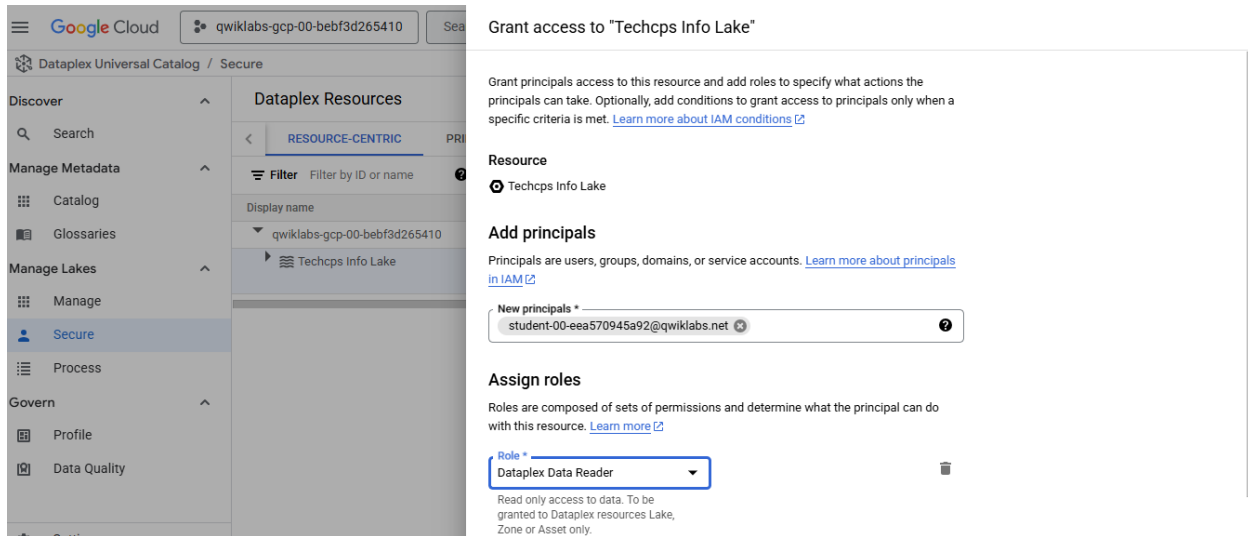 Google Cloud
qwiklabs-gcp-00-bebf3d265410
Sea
Dataplex Universal Catalog / Secure
Discover
Search
Manage Metadata
Catalog
Glossaries
Manage Lakes
Manage
Secure
Process
Govern
Profile
Data Quality
Dataplex Resources
RESOURCE-CENTRIC
PRI
Filter Filter by ID or name
Display name
qwiklabs-gcp-00-bebf3d265410
Techcps Info Lake
Grant access to "Techcps Info Lake"
Grant principals access to this resource and add roles to specify what actions the
principals can take. Optionally, add conditions to grant access to principals only when a
specific criteria is met. Learn more about IAM conditions
Resource
Techcps Info Lake
Add principals
Principals are users, groups, domains, or service accounts. Learn more about principals
in IAM
New principals *
student-00-eea570945a92@qwiklabs.net
Assign roles
Roles are composed of sets of permissions and determine what the principal can do
with this resource. Learn more
Role *
Dataplex Data Reader
Read only access to data. To be
granted to Dataplex resources Lake,
Zone or Asset only.